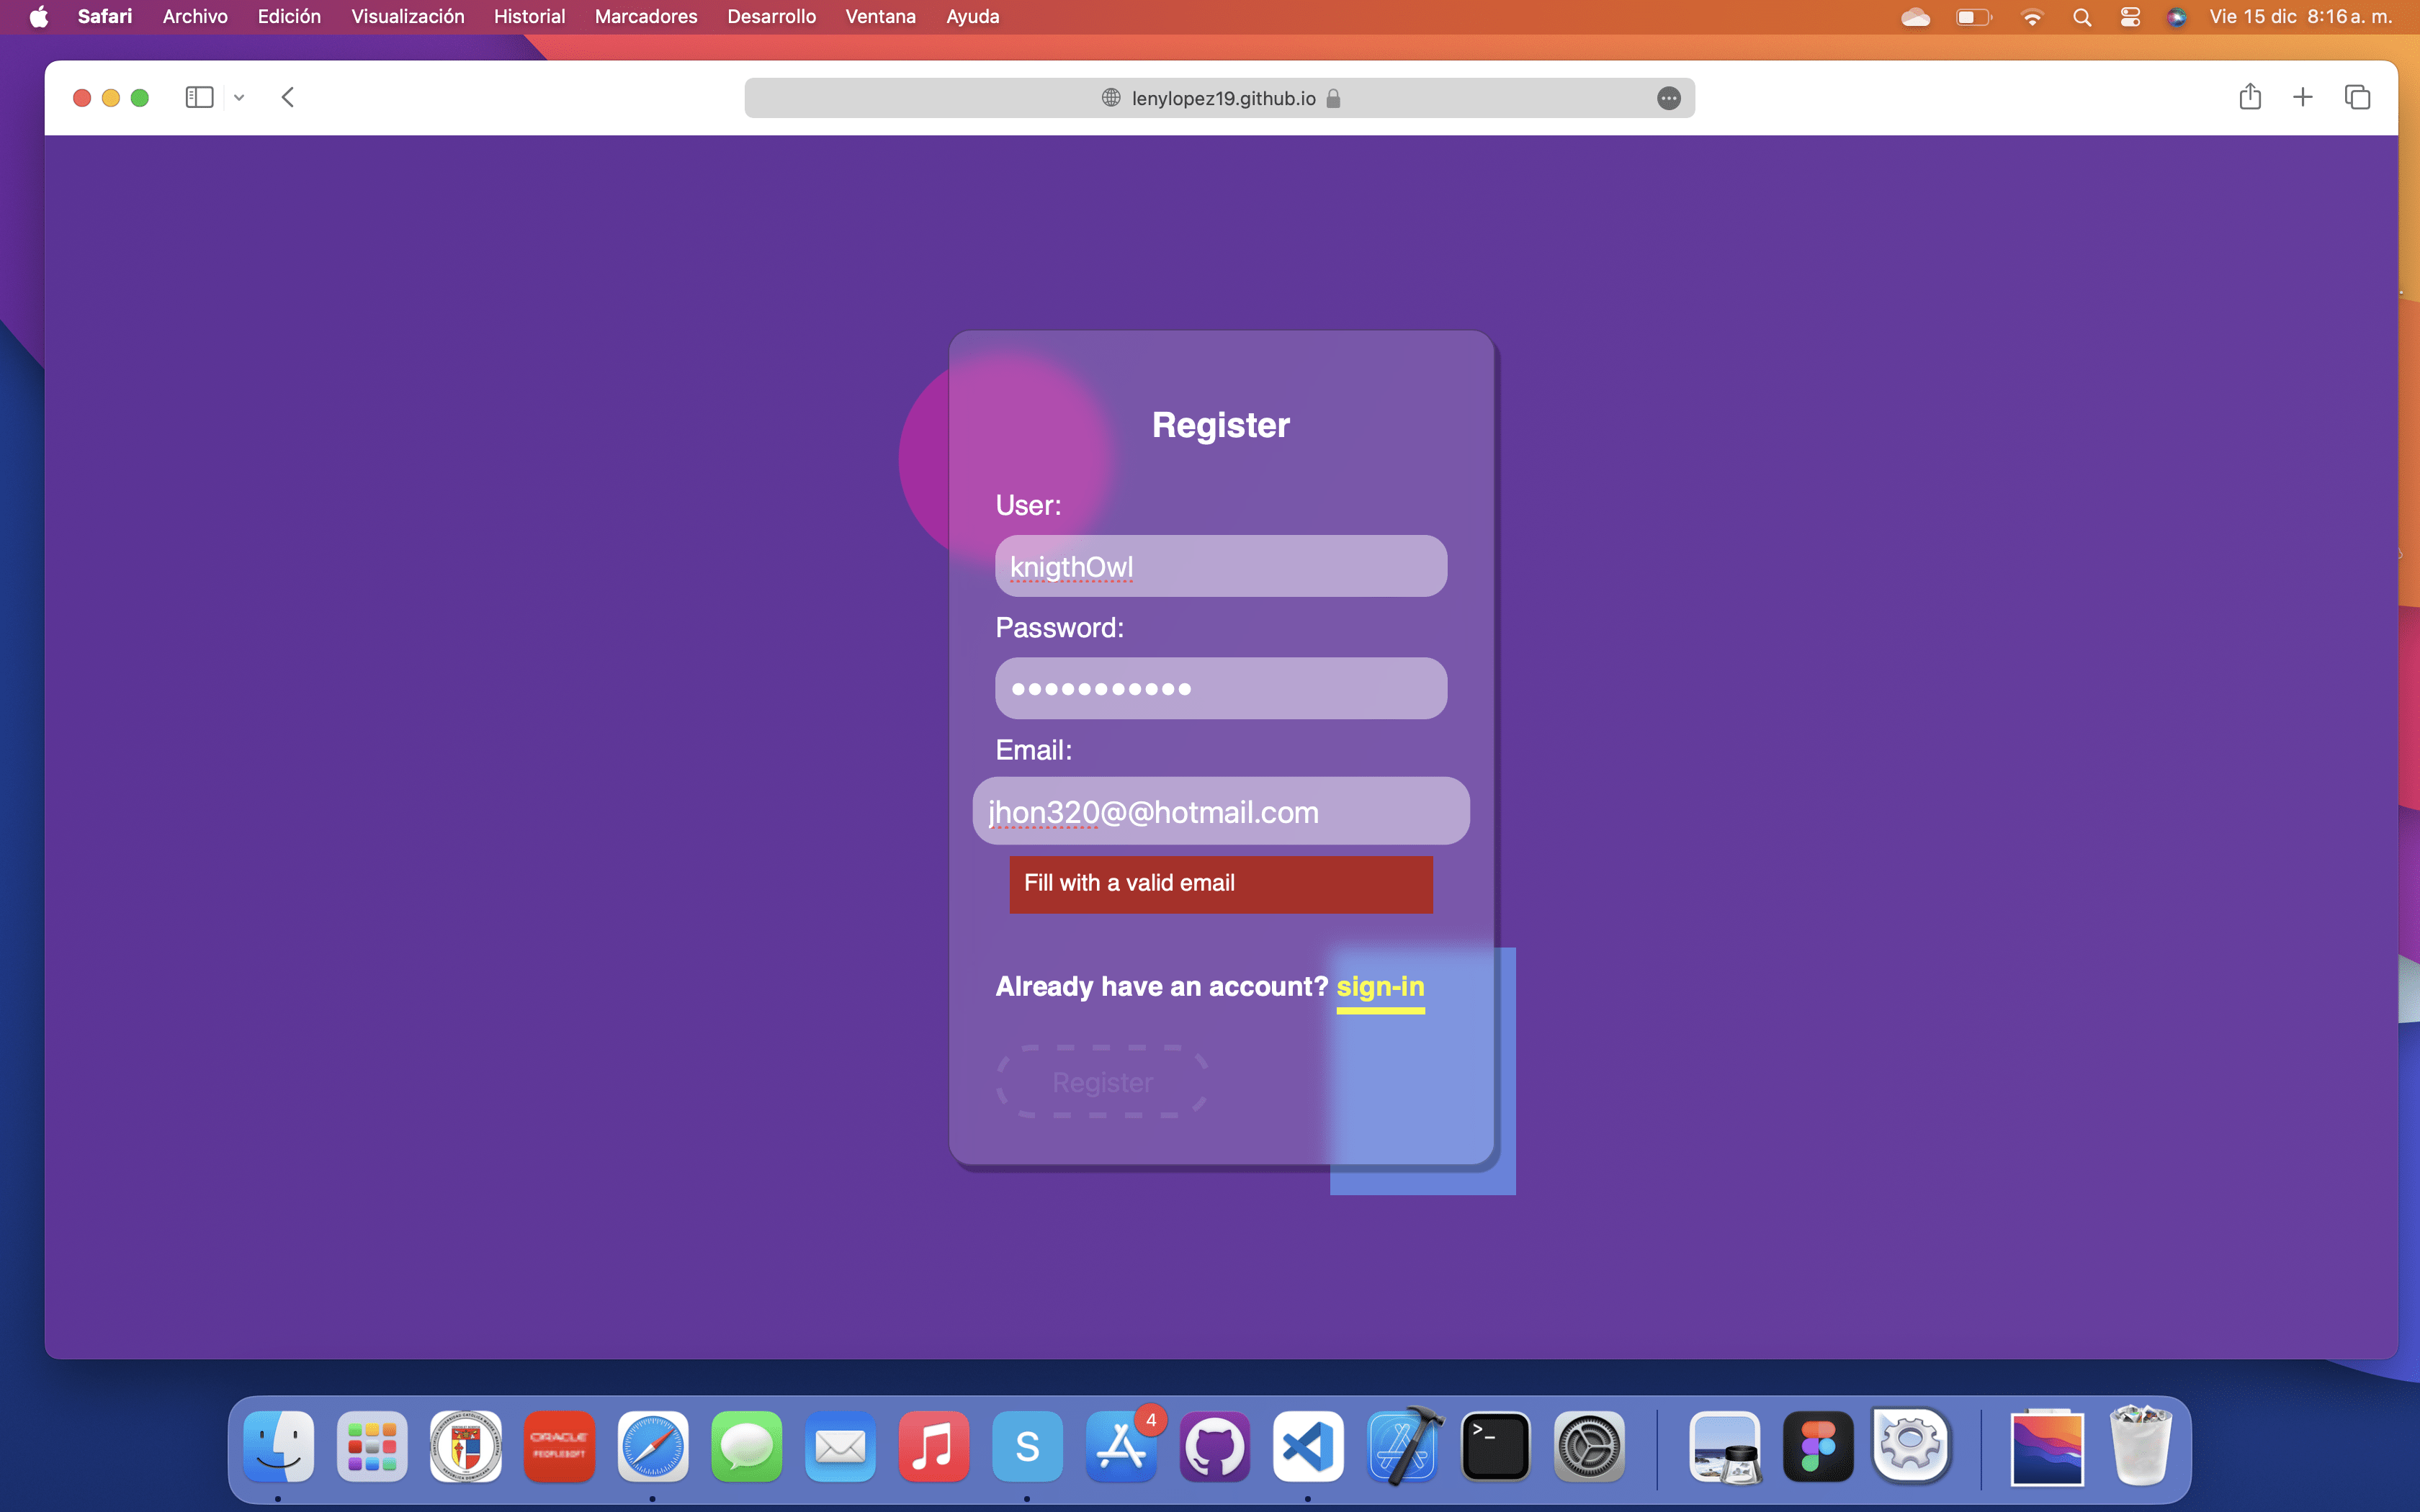 Safari Archivo Edición Visualización Historial Marcadores Desarrollo Ventana Ayuda Vie 15 dic 8:16 a. m.
lenylopez19.github.io
Register
User:
knigthOwl
Password:
Email:
jhon320@@hotmail.com
Fill with a valid email
Already have an account? sign-in
Register
ORACLE
PEOPLESOFT
S
4
>_